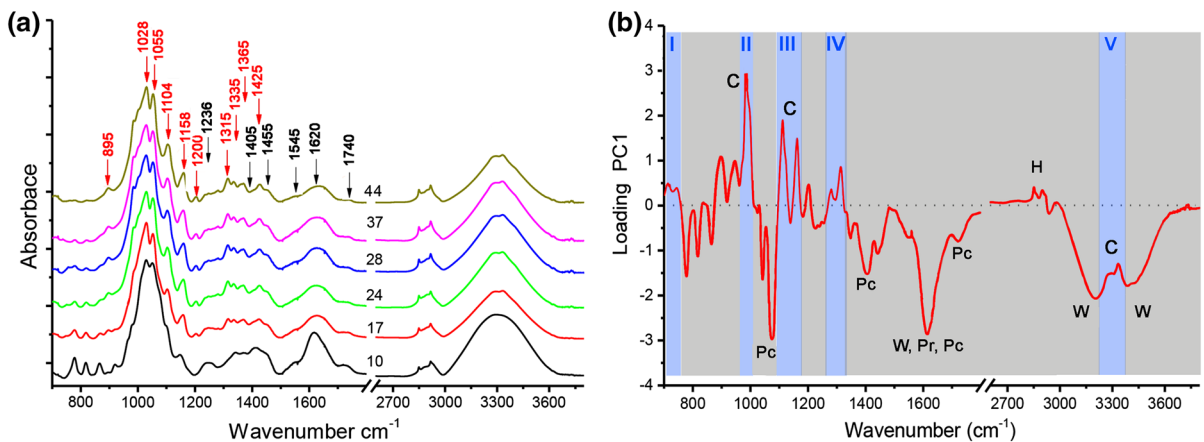 (a)
Absorbace
895
1028
1055
1104
1158
1200
1236
1315
1335
1365
1405
1425
1455
1545
1620
1740
44
37
28
24
17
10
800 1000 1200 1400 1600 2700 3000 3300 3600
Wavenumber cm-1
(b)
Loading PC1
4
3
2
1
0
-1
-2
-3
-4
I II III IV V
C
C
H
C
Pc
Pc
Pc
W
W
W, Pr, Pc
Pc
800 1000 1200 1400 1600 1800 2700 3000 3300 3600
Wavenumber (cm-1)